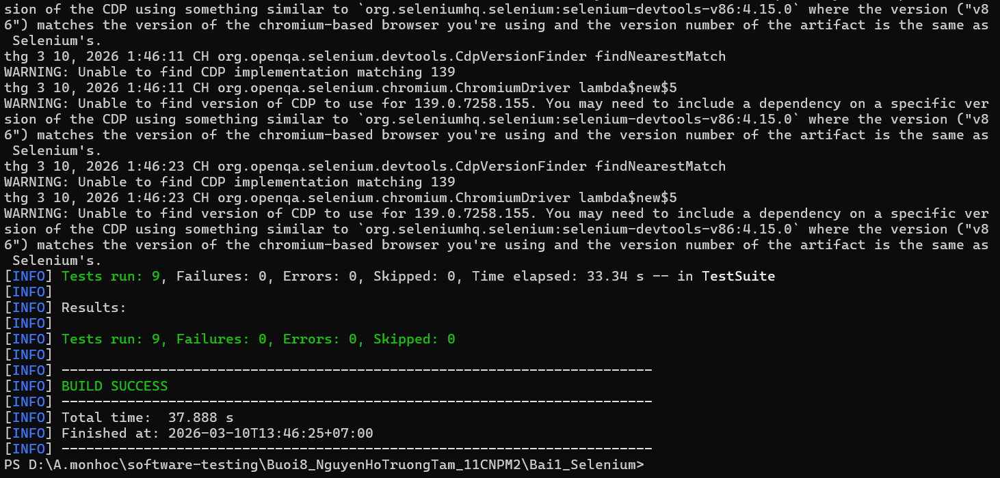 sion of the CDP using something similar to `org.seleniumhq.selenium:selenium-devtools-v86:4.15.0` where the version ("v8
6") matches the version of the chromium-based browser you're using and the version number of the artifact is the same as
 Selenium's.
thg 3 10, 2026 1:46:11 CH org.openqa.selenium.devtools.CdpVersionFinder findNearestMatch
WARNING: Unable to find CDP implementation matching 139
thg 3 10, 2026 1:46:11 CH org.openqa.selenium.chromium.ChromiumDriver lambda$new$5
WARNING: Unable to find version of CDP to use for 139.0.7258.155. You may need to include a dependency on a specific ver
sion of the CDP using something similar to `org.seleniumhq.selenium:selenium-devtools-v86:4.15.0` where the version ("v8
6") matches the version of the chromium-based browser you're using and the version number of the artifact is the same as
 Selenium's.
thg 3 10, 2026 1:46:23 CH org.openqa.selenium.devtools.CdpVersionFinder findNearestMatch
WARNING: Unable to find CDP implementation matching 139
thg 3 10, 2026 1:46:23 CH org.openqa.selenium.chromium.ChromiumDriver lambda$new$5
WARNING: Unable to find version of CDP to use for 139.0.7258.155. You may need to include a dependency on a specific ver
sion of the CDP using something similar to `org.seleniumhq.selenium:selenium-devtools-v86:4.15.0` where the version ("v8
6") matches the version of the chromium-based browser you're using and the version number of the artifact is the same as
 Selenium's.
[INFO] Tests run: 9, Failures: 0, Errors: 0, Skipped: 0, Time elapsed: 33.34 s -- in TestSuite
[INFO]
[INFO] Results:
[INFO]
[INFO] Tests run: 9, Failures: 0, Errors: 0, Skipped: 0
[INFO]
[INFO] ------------------------------------------------------------------------
[INFO] BUILD SUCCESS
[INFO] ------------------------------------------------------------------------
[INFO] Total time:  37.888 s
[INFO] Finished at: 2026-03-10T13:46:25+07:00
[INFO] ------------------------------------------------------------------------
PS D:\A.monhoc\software-testing\Buoi8_NguyenHoTruongTam_11CNPM2\Bai1_Selenium>